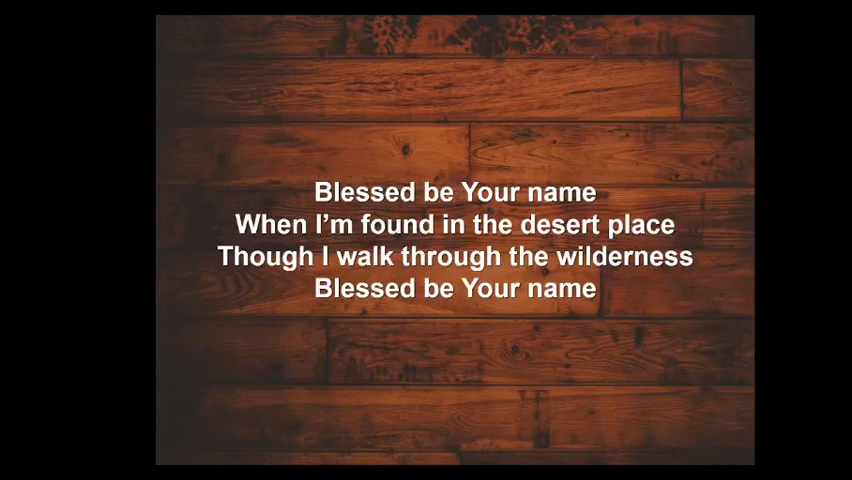 Blessed be Your name
When I’m found in the desert place
Though I walk through the wilderness
Blessed be Your name